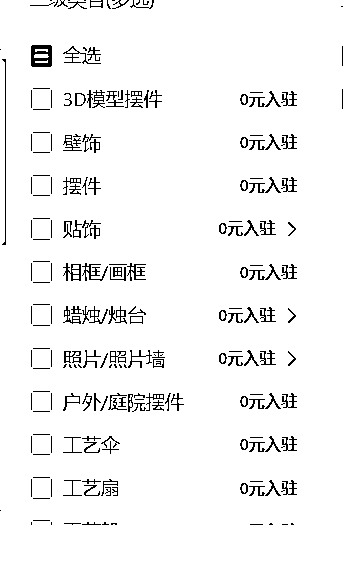 全选
3D模型摆件 0元入驻
壁饰 0元入驻
摆件 0元入驻
贴饰 0元入驻 >
相框/画框 0元入驻
蜡烛/烛台 0元入驻 >
照片/照片墙 0元入驻 >
户外/庭院摆件 0元入驻
工艺伞 0元入驻
工艺扇 0元入驻